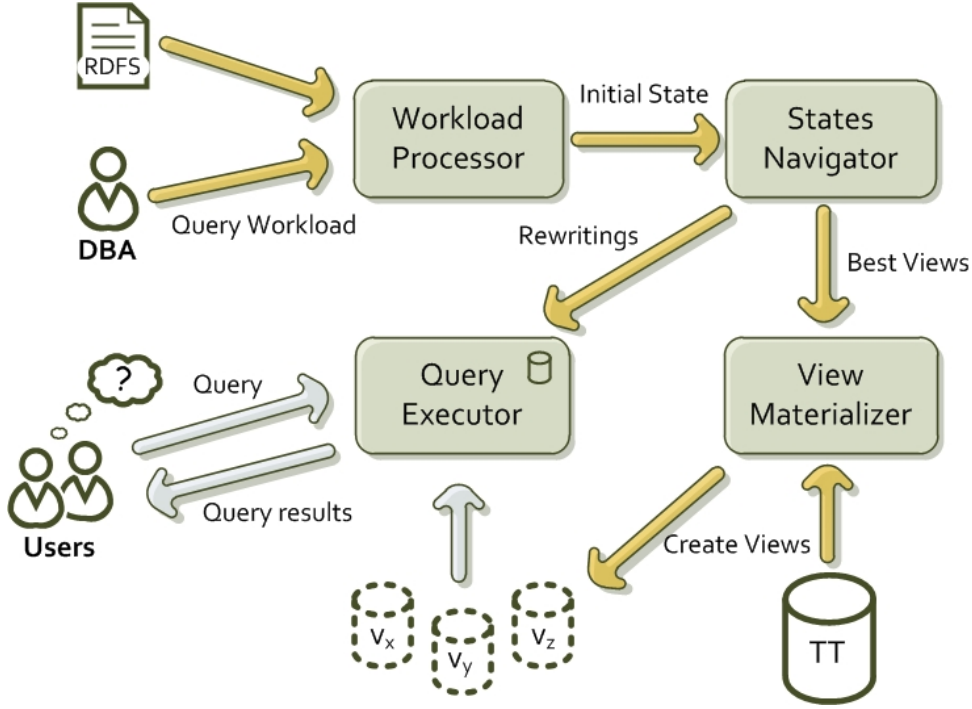 RDFS
Initial State
Workload
Processor
States
Navigator
DBA
Query Workload
Rewritings
Best Views
?
Query
Query
Executor
View
Materializer
Query results
Users
Create Views
vx
vy
vz
TT